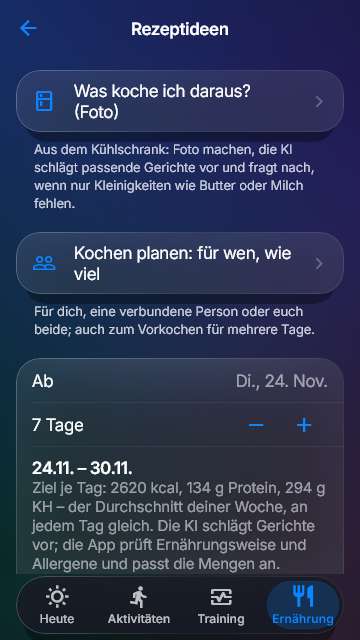 Rezeptideen
Was koche ich daraus?
(Foto)
Aus dem Kühlschrank: Foto machen, die KI
schlägt passende Gerichte vor und fragt nach,
wenn nur Kleinigkeiten wie Butter oder Milch
fehlen.
Kochen planen: für wen, wie
viel
Für dich, eine verbundene Person oder euch
beide; auch zum Vorkochen für mehrere Tage.
Ab
Di., 24. Nov.
7 Tage
24.11. – 30.11.
Ziel je Tag: 2620 kcal, 134 g Protein, 294 g
KH – der Durchschnitt deiner Woche, an
jedem Tag gleich. Die KI schlägt Gerichte
vor; die App prüft Ernährungsweise und
Allergene und passt die Mengen an.
Heute
Aktivitäten
Training
Ernährung